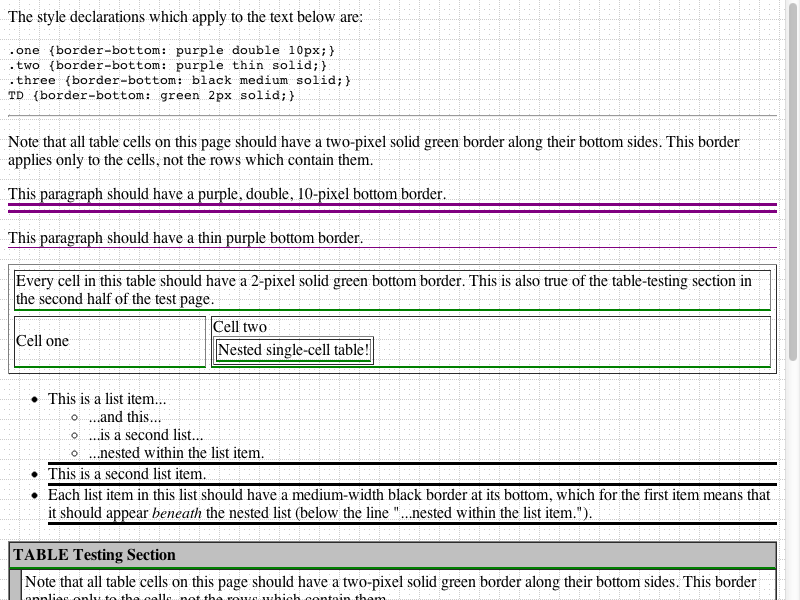 The style declarations which apply to the text below are:
.one {border-bottom: purple double 10px;}
.two {border-bottom: purple thin solid;}
.three {border-bottom: black medium solid;}
TD {border-bottom: green 2px solid;}
Note that all table cells on this page should have a two-pixel solid green border along their bottom sides. This border
applies only to the cells, not the rows which contain them.
This paragraph should have a purple, double, 10-pixel bottom border.
This paragraph should have a thin purple bottom border.
Every cell in this table should have a 2-pixel solid green bottom border. This is also true of the table-testing section in
the second half of the test page.
Cell one
Cell two
Nested single-cell table!
This is a list item...
...and this...
...is a second list...
...nested within the list item.
This is a second list item.
Each list item in this list should have a medium-width black border at its bottom, which for the first item means that
it should appear beneath the nested list (below the line "...nested within the list item.").
TABLE Testing Section
Note that all table cells on this page should have a two-pixel solid green border along their bottom sides. This border
applies only to the cells, not the rows which contain them.